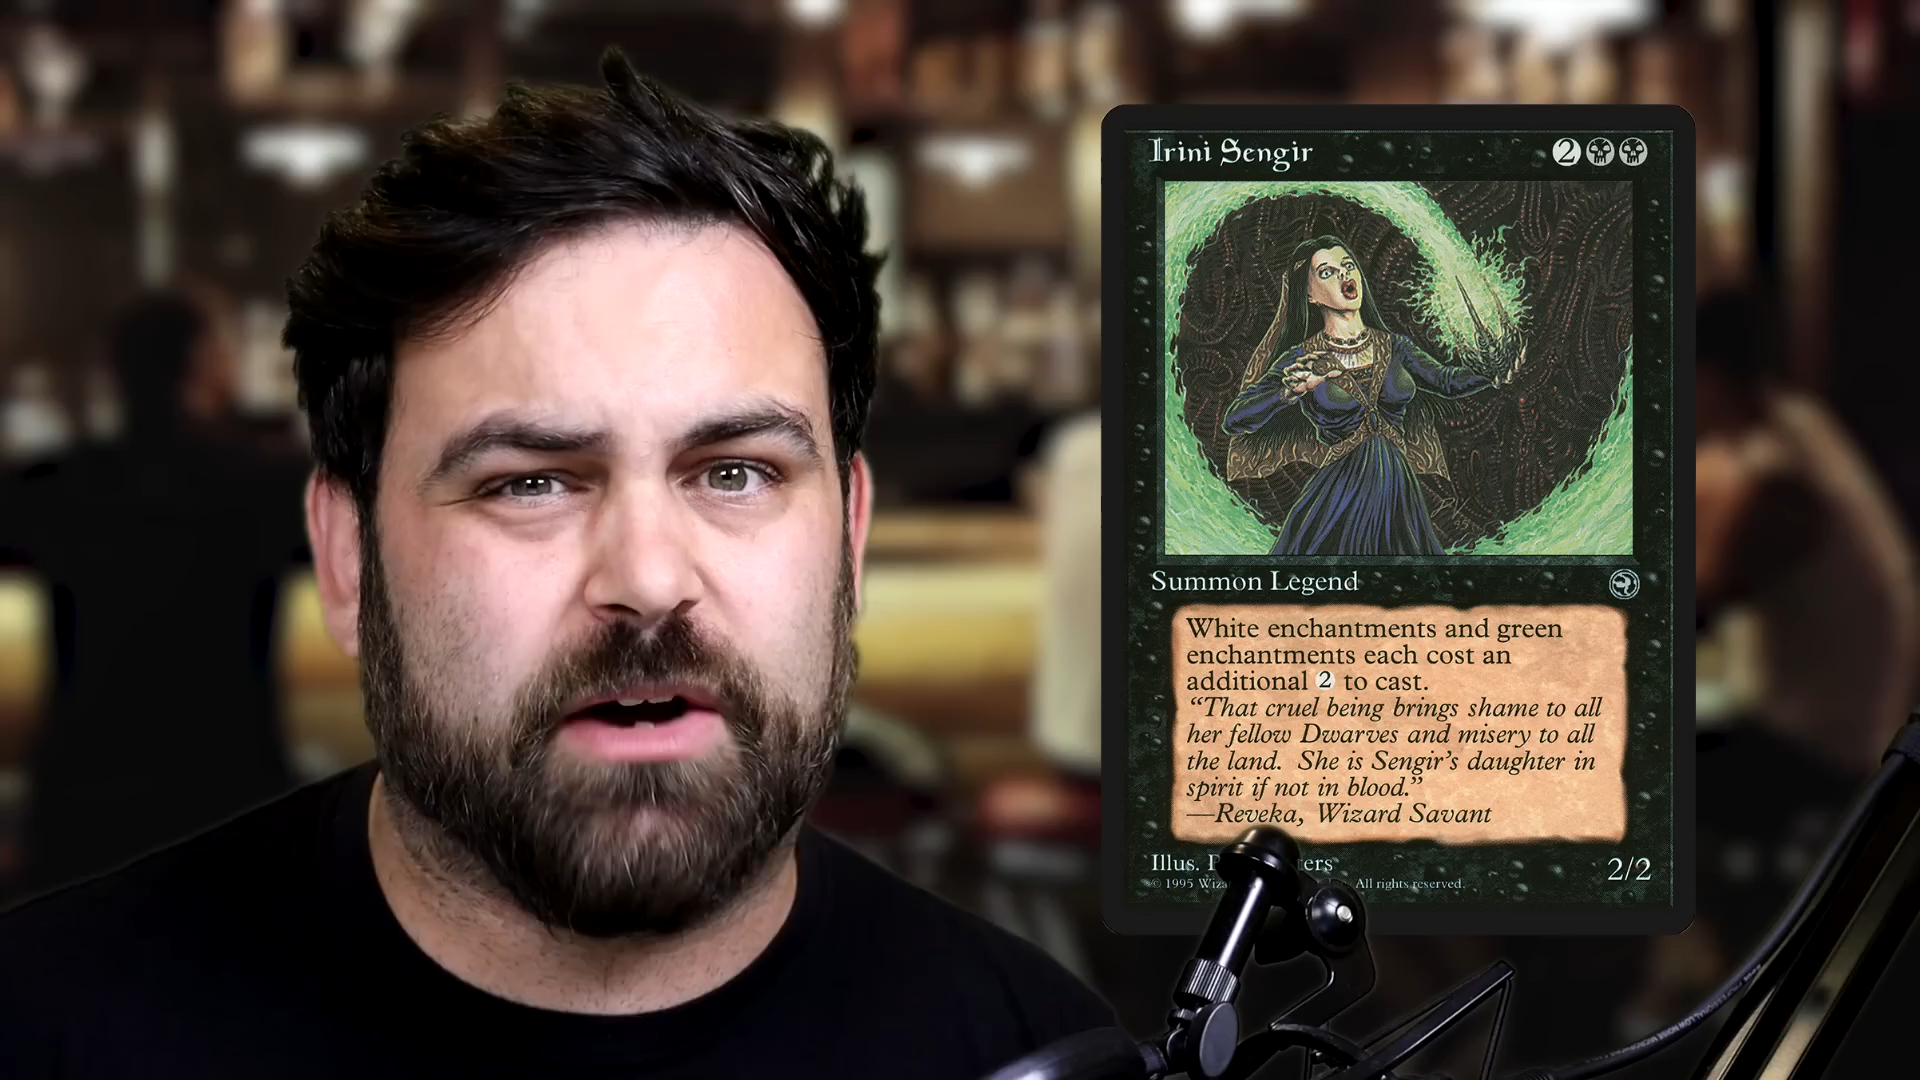 Irini Sengir
2
Summon Legend
White enchantments and green
enchantments each cost an
additional 2 to cast.
“That cruel being brings shame to all
her fellow Dwarves and misery to all
the land. She is Sengir’s daughter in
spirit if not in blood.”
—Reveka, Wizard Savant
Illus.
2/2
© 1995 All rights reserved.